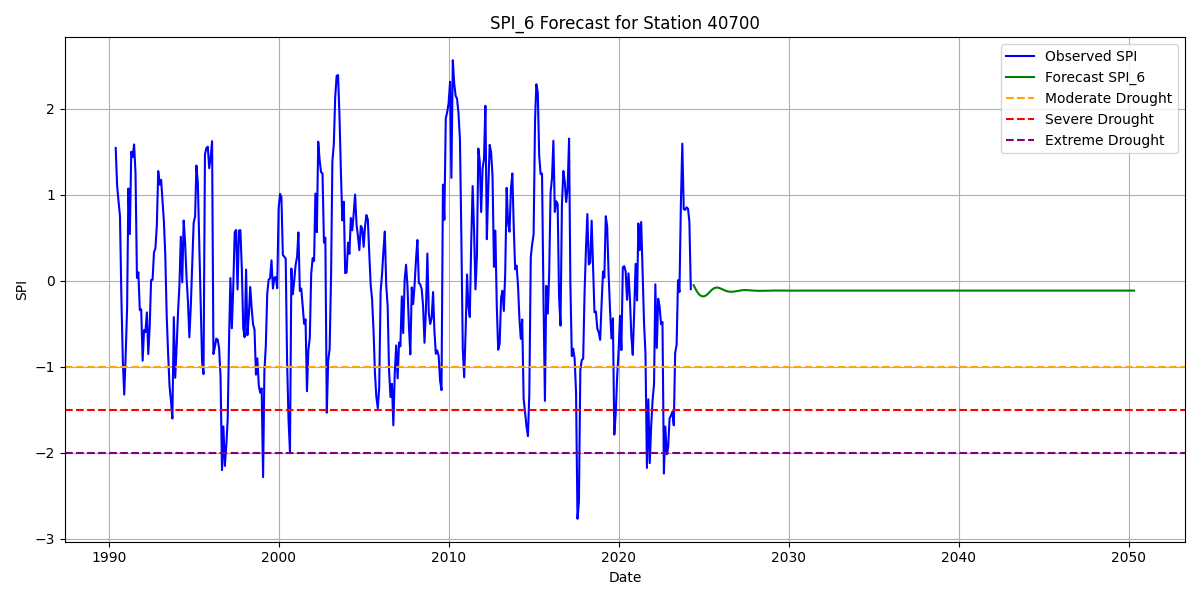 SPI_6 Forecast for Station 40700
Observed SPI
Forecast SPI_6
Moderate Drought
Severe Drought
Extreme Drought
SPI
2
1
0
−1
−2
−3
1990 2000 2010 2020 2030 2040 2050
Date